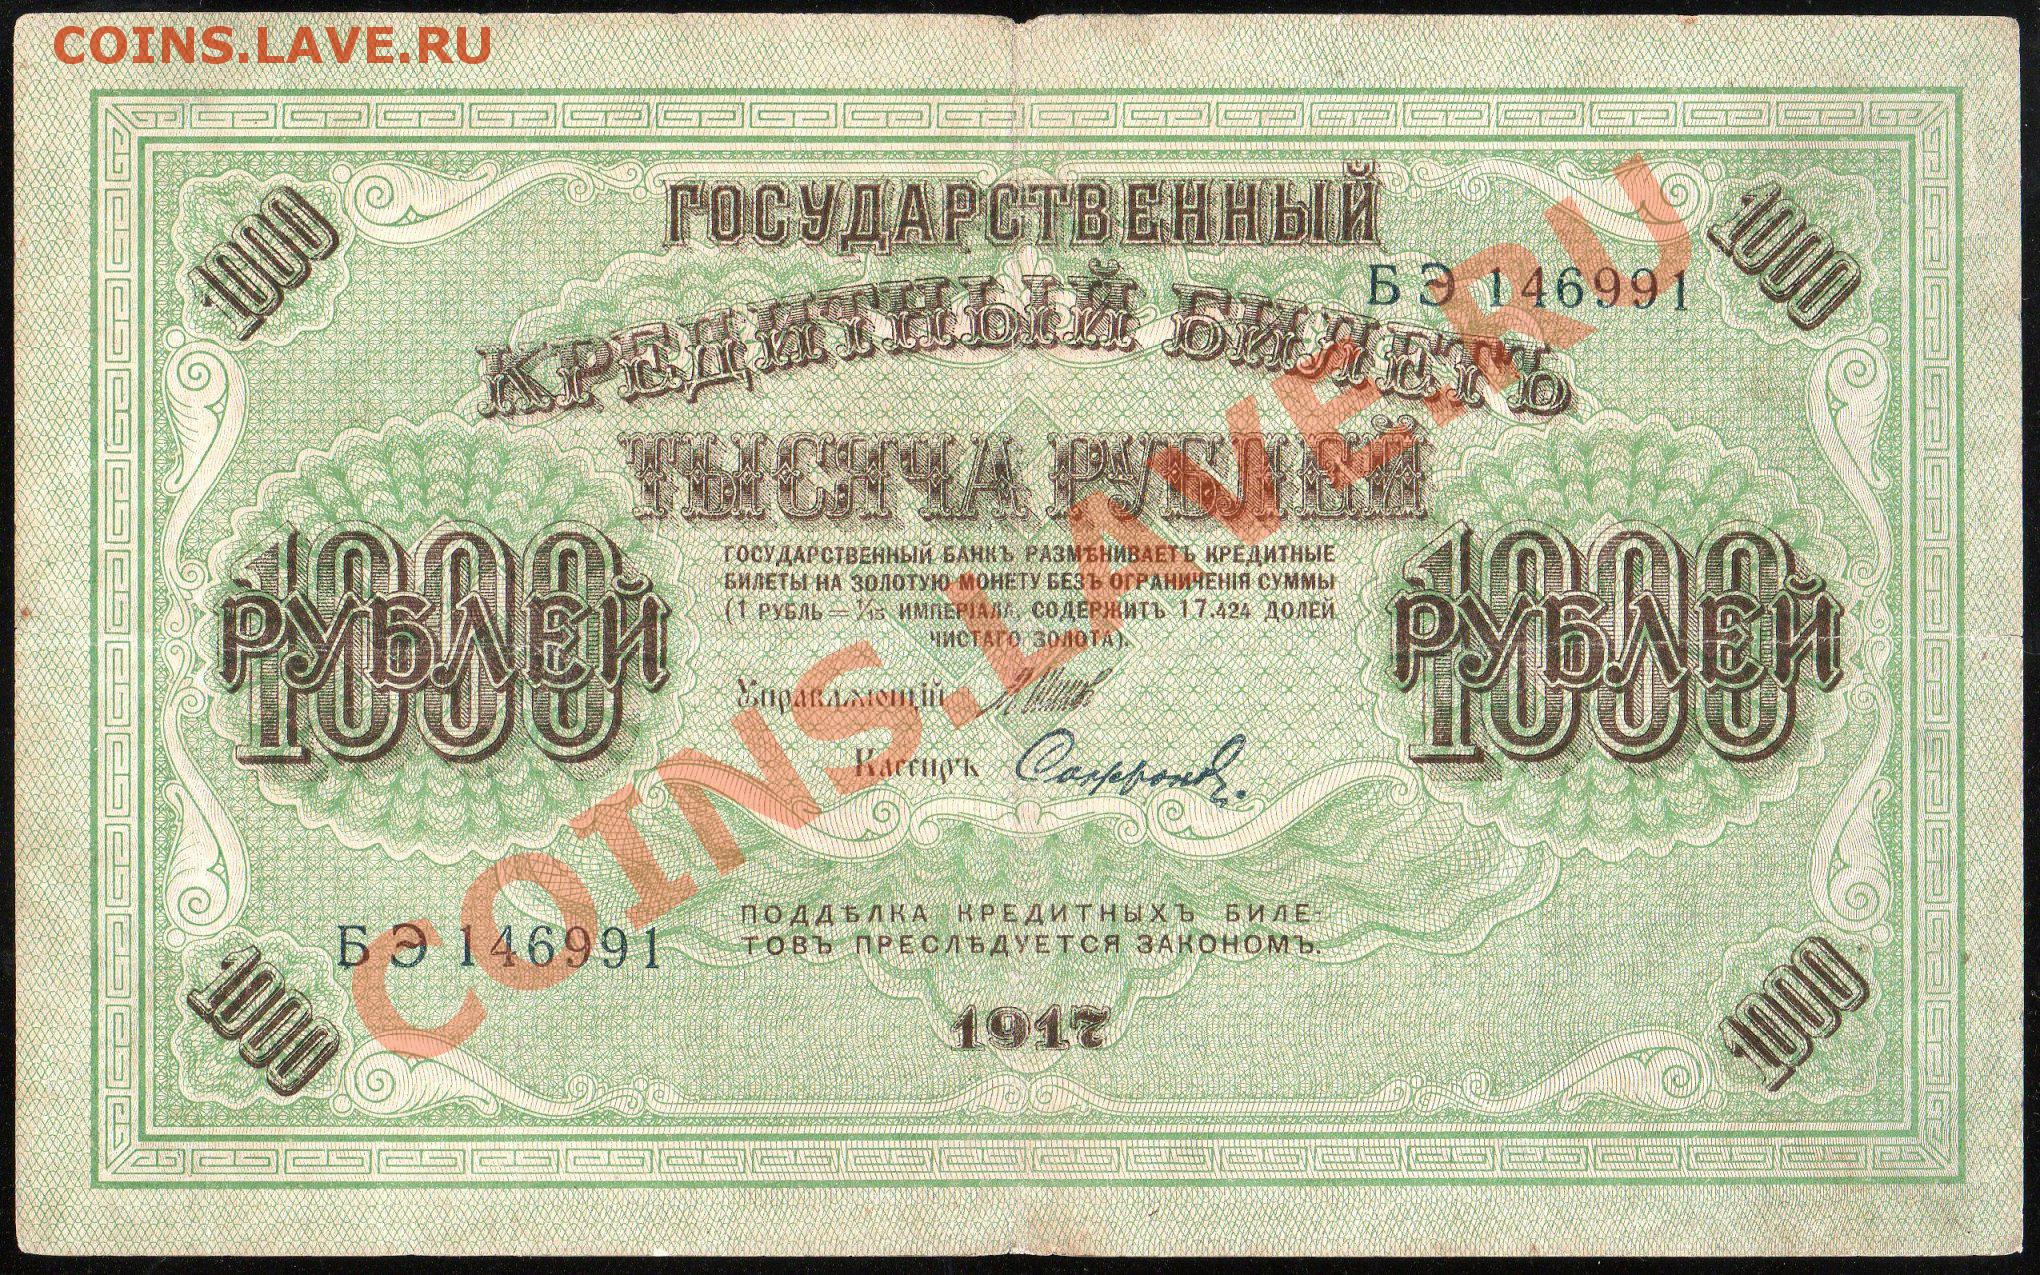 COINS.LAVE.RU
1000
ГОСУДАРСТВЕННЫЙ
1000
БЭ 146991
КРЕДИТНЫЙ БИЛЕТЪ
ТЫСЯЧА РУБЛЕЙ
1000
РУБЛЕЙ
ГОСУДАРСТВЕННЫЙ БАНКЪ РАЗМѢНИВАЕТЪ КРЕДИТНЫЕ
БИЛЕТЫ НА ЗОЛОТУЮ МОНЕТУ БЕЗЪ ОГРАНИЧЕНІЯ СУММЫ
(1 РУБЛЬ = 1/15 ИМПЕРІАЛА, СОДЕРЖИТЪ 17.424 ДОЛЕЙ
ЧИСТАГО ЗОЛОТА).
1000
РУБЛЕЙ
Управляющій
Кассиръ
COINS.LAVE.RU
ПОДДѢЛКА КРЕДИТНЫХЪ БИЛЕ-
ТОВЪ ПРЕСЛѢДУЕТСЯ ЗАКОНОМЪ.
БЭ 146991
1000
1917
1000